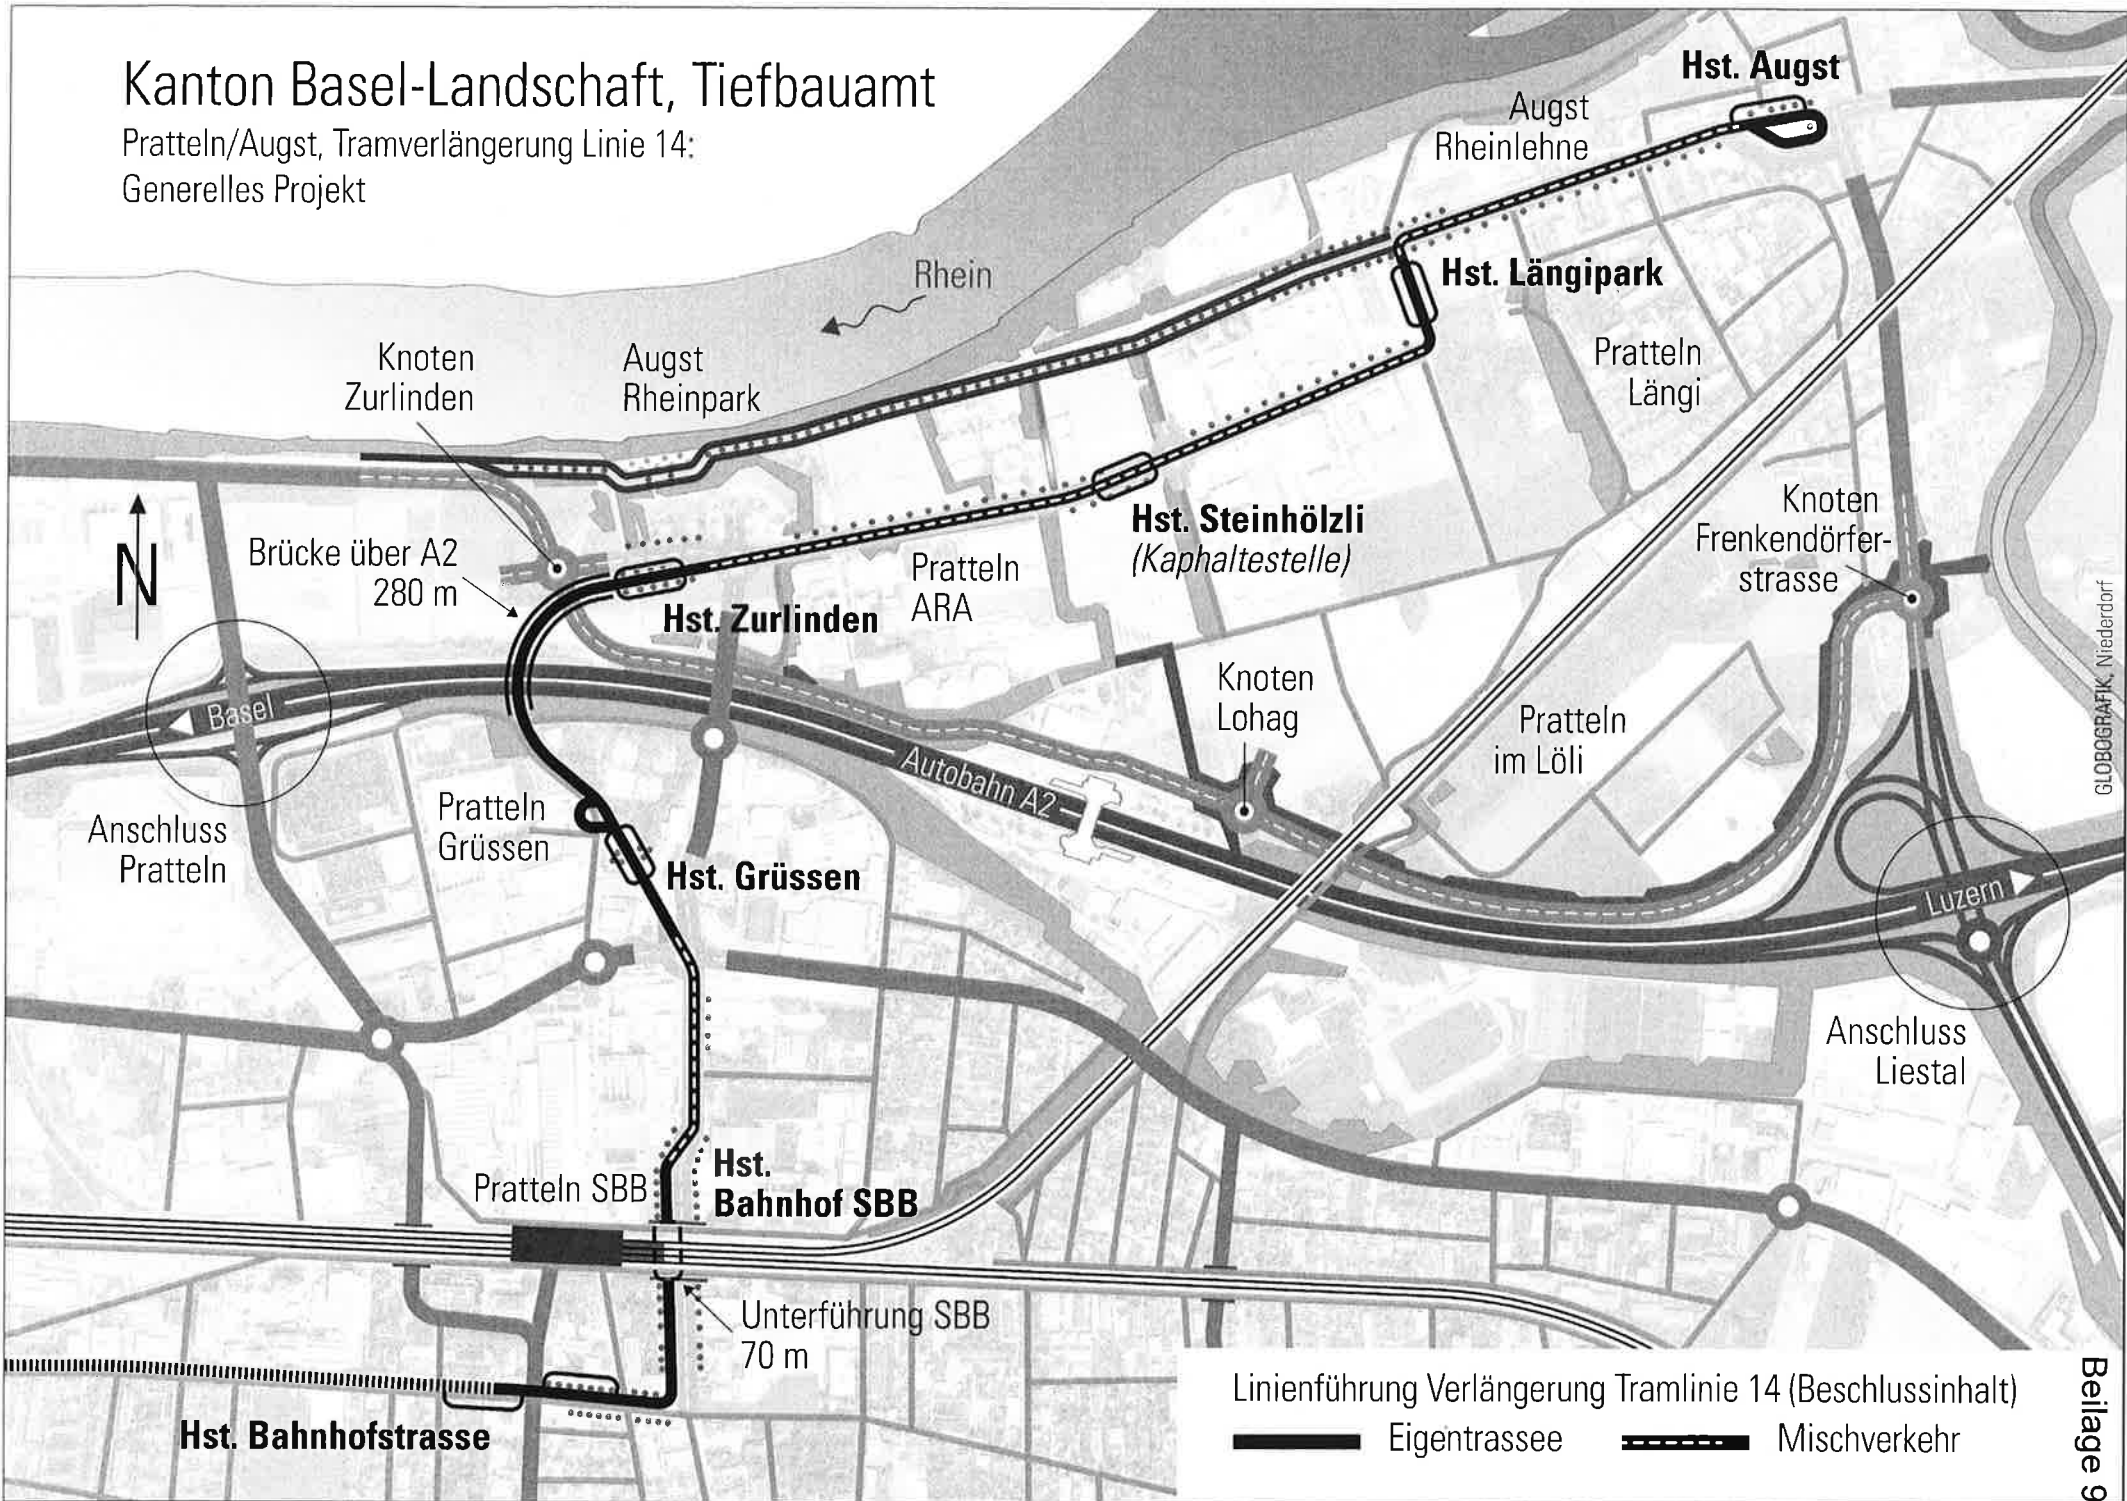 Kanton Basel-Landschaft, Tiefbauamt
Pratteln/Augst, Tramverlängerung Linie 14:
Generelles Projekt
Hst. Augst
Augst
Rheinlehne
Rhein
Hst. Längipark
Pratteln
Längi
Knoten
Zurlinden
Augst
Rheinpark
N
Brücke über A2
280 m
Hst. Steinhölzli
(Kaphaltestelle)
Knoten
Frenkendörfer-
strasse
Pratteln
ARA
Hst. Zurlinden
GLOBOGRAFIK, Niederdorf
Knoten
Lohag
Basel
Pratteln
im Löli
Autobahn A2
Anschluss
Pratteln
Pratteln
Grüssen
Hst. Grüssen
Luzern
Anschluss
Liestal
Pratteln SBB
Hst.
Bahnhof SBB
Unterführung SBB
70 m
Hst. Bahnhofstrasse
Linienführung Verlängerung Tramlinie 14 (Beschlussinhalt)
Eigentrassee
Mischverkehr
Beilage 9